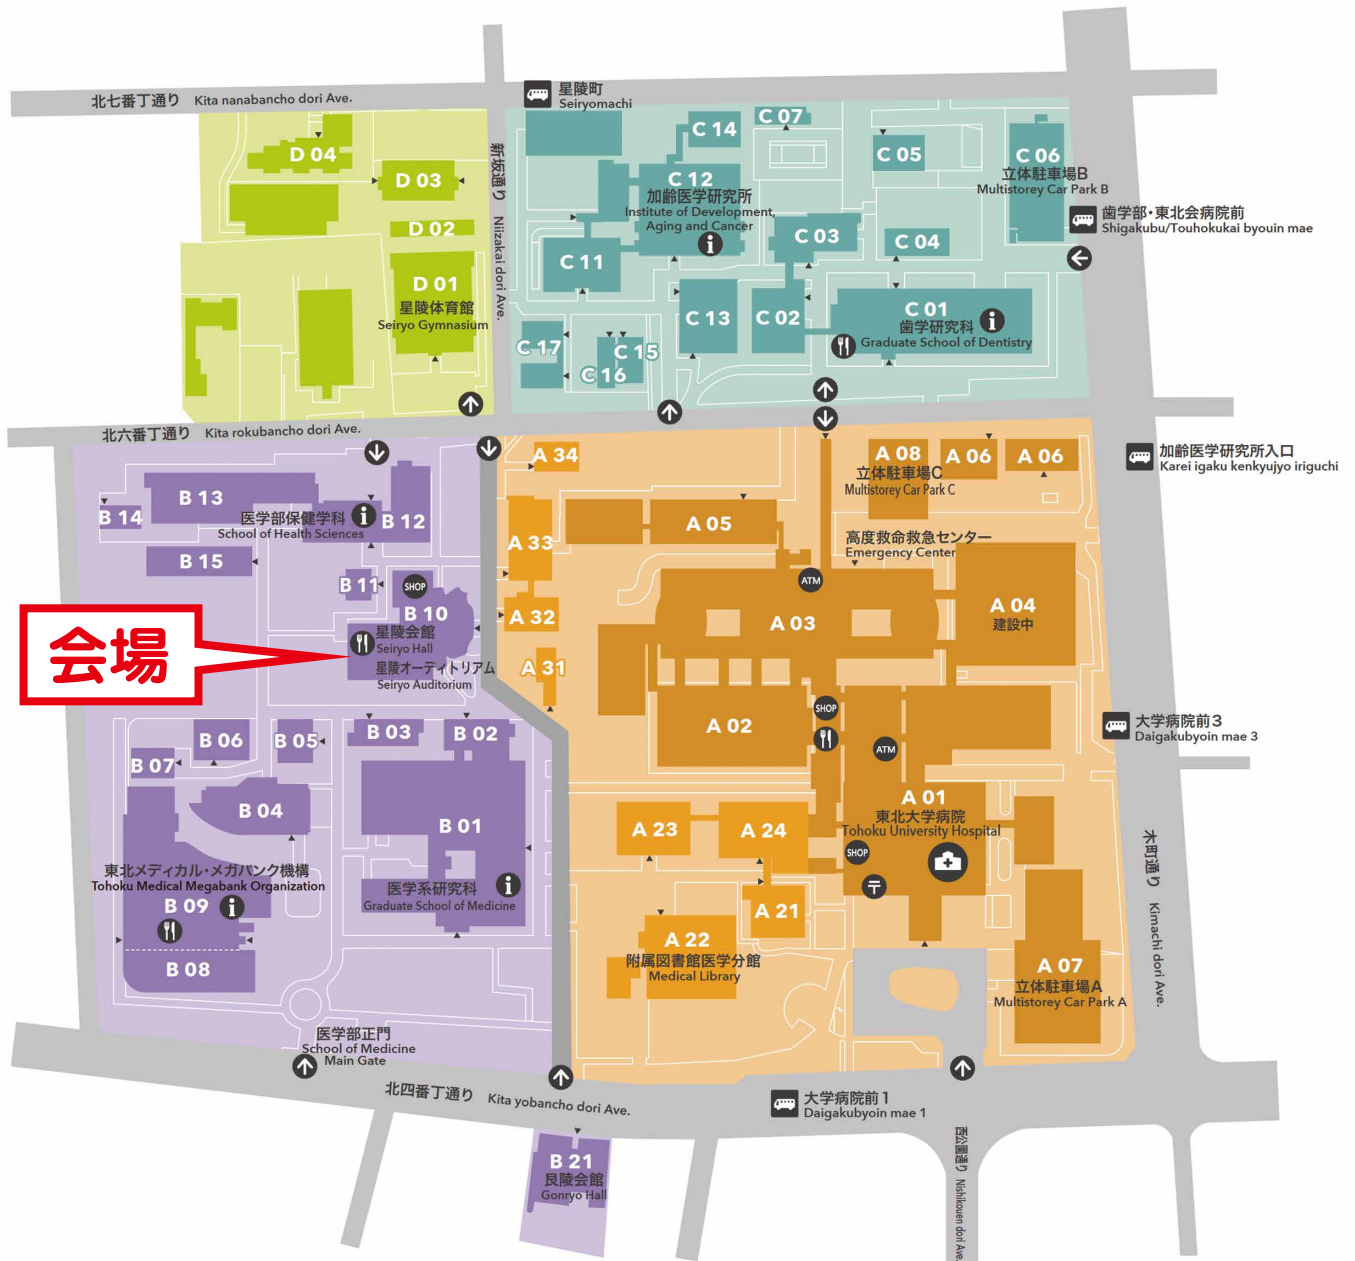 北七番丁通り Kita nanabancho dori Ave.
星陵町
Seiryomachi
新坂通り Niizakai dori Ave.
D 04
D 03
D 02
D 01
星陵体育館
Seiryo Gymnasium
C 14
C 07
C 12
加齢医学研究所
Institute of Development,
Aging and Cancer
C 05
C 06
立体駐車場B
Multistorey Car Park B
歯学部・東北会病院前
Shigakubu/Touhokukai byouin mae
C 03
C 04
C 11
C 13
C 02
C 01
歯学研究科
Graduate School of Dentistry
C 17
C 15
C 16
北六番丁通り Kita rokubancho dori Ave.
加齢医学研究所入口
Karei igaku kenkyujyo iriguchi
B 13
B 14
医学部保健学科
School of Health Sciences
B 12
B 15
B 11
SHOP
B 10
星陵会館
Seiryo Hall
星陵オーディトリアム
Seiryo Auditorium
会場
A 34
A 33
A 32
A 31
A 05
A 08
立体駐車場C
Multistorey Car Park C
A 06
A 06
高度救命救急センター
Emergency Center
ATM
A 03
A 04
建設中
A 02
SHOP
ATM
大学病院前3
Daigakubyoin mae 3
B 03
B 02
B 06
B 05
B 07
B 04
B 01
医学系研究科
Graduate School of Medicine
東北メディカル・メガバンク機構
Tohoku Medical Megabank Organization
B 09
B 08
A 23
A 24
A 01
東北大学病院
Tohoku University Hospital
SHOP
〒
A 21
A 22
附属図書館医学分館
Medical Library
A 07
立体駐車場A
Multistorey Car Park A
木町通り Kimachi dori Ave.
医学部正門
School of Medicine
Main Gate
北四番丁通り Kita yobancho dori Ave.
大学病院前1
Daigakubyoin mae 1
B 21
艮陵会館
Gonryo Hall
西公園通り Nishikouen dori Ave.